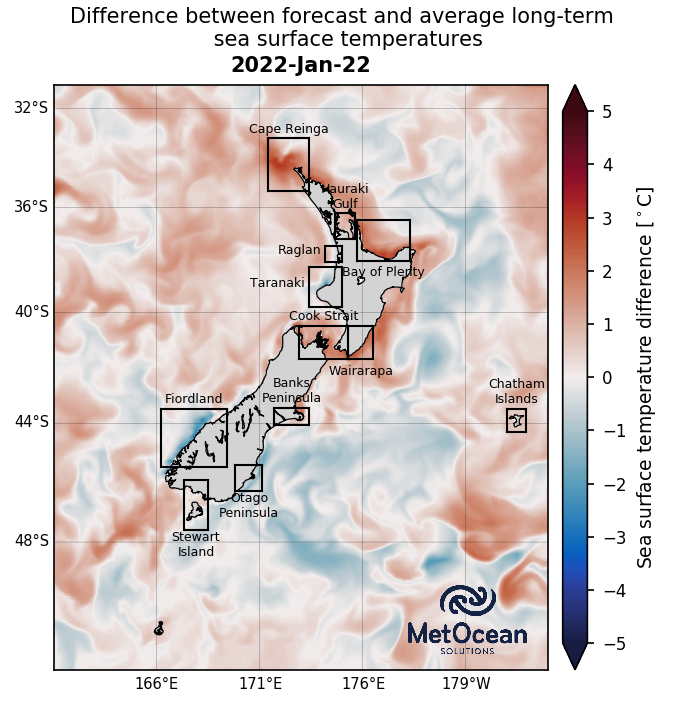 Difference between forecast and average long-term
sea surface temperatures
2022-Jan-22
32°S
36°S
40°S
44°S
48°S
166°E
171°E
176°E
179°W
Cape Reinga
Hauraki
Gulf
Raglan
Bay of Plenty
Taranaki
Cook Strait
Wairarapa
Banks
Peninsula
Fiordland
Chatham
Islands
Otago
Peninsula
Stewart
Island
MetOcean
SOLUTIONS
5
4
3
2
1
0
−1
−2
−3
−4
−5
Sea surface temperature difference [°C]